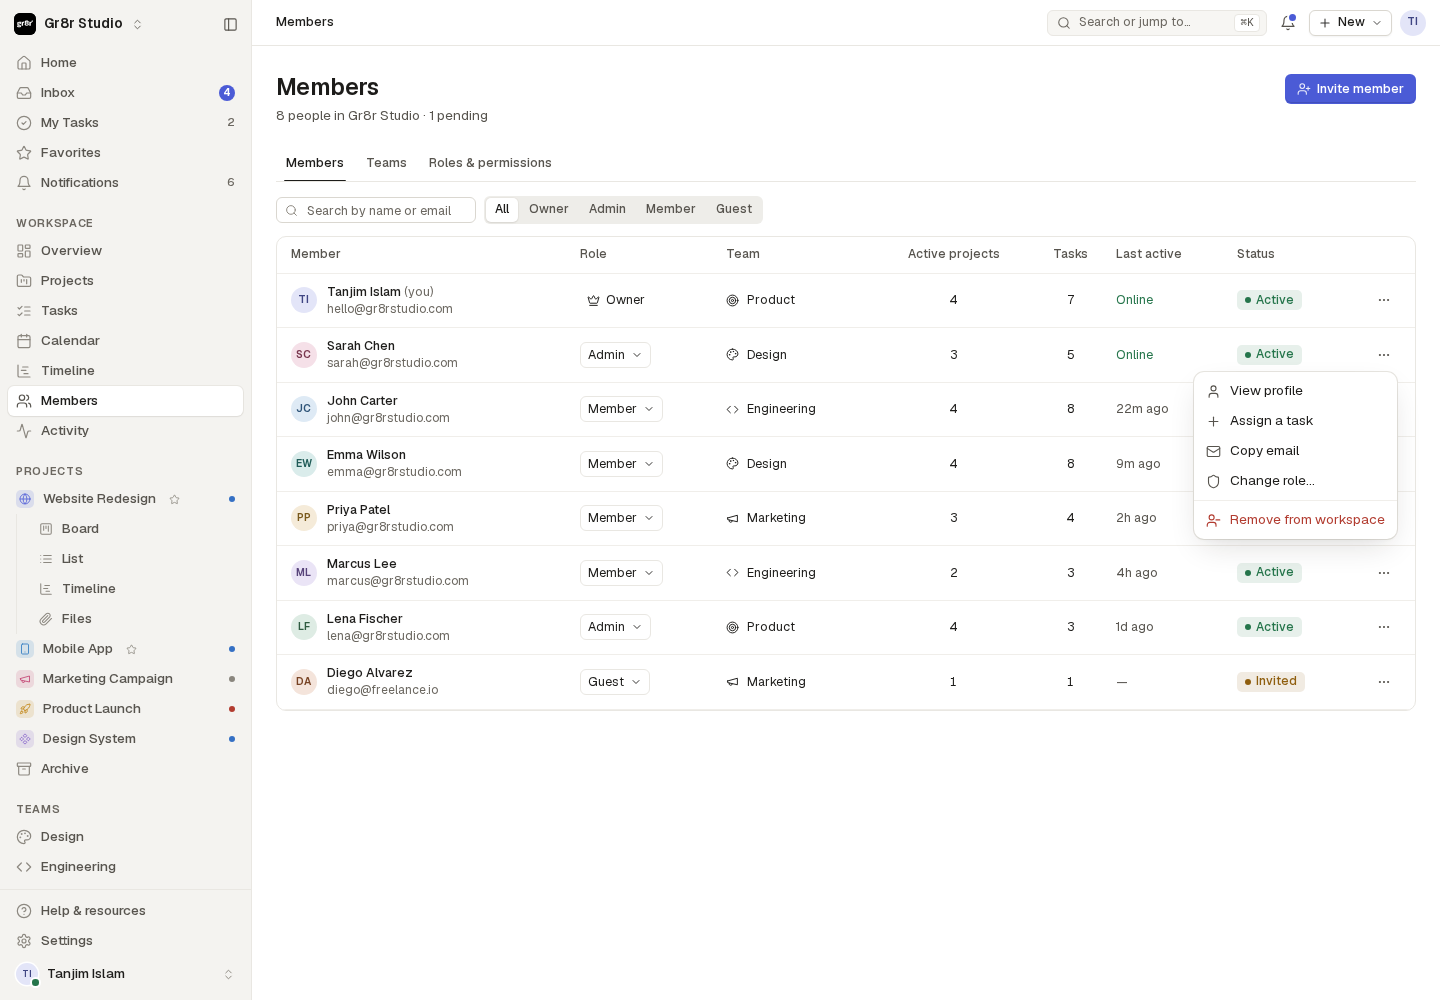 gr8r Gr8r Studio
Home
Inbox 4
My Tasks 2
Favorites
Notifications 6
WORKSPACE
Overview
Projects
Tasks
Calendar
Timeline
Members
Activity
PROJECTS
Website Redesign
Board
List
Timeline
Files
Mobile App
Marketing Campaign
Product Launch
Design System
Archive
TEAMS
Design
Engineering
Help & resources
Settings
TI Tanjim Islam
Members Search or jump to... ⌘K New TI
Members
8 people in Gr8r Studio · 1 pending
Invite member
Members Teams Roles & permissions
Search by name or email All Owner Admin Member Guest
Member Role Team Active projects Tasks Last active Status
TI Tanjim Islam (you) Owner Product 4 7 Online Active
hello@gr8rstudio.com
SC Sarah Chen Admin Design 3 5 Online Active
sarah@gr8rstudio.com
JC John Carter Member Engineering 4 8 22m ago
john@gr8rstudio.com
EW Emma Wilson Member Design 4 8 9m ago
emma@gr8rstudio.com
PP Priya Patel Member Marketing 3 4 2h ago
priya@gr8rstudio.com
ML Marcus Lee Member Engineering 2 3 4h ago Active
marcus@gr8rstudio.com
LF Lena Fischer Admin Product 4 3 1d ago Active
lena@gr8rstudio.com
DA Diego Alvarez Guest Marketing 1 1 — Invited
diego@freelance.io
View profile
Assign a task
Copy email
Change role...
Remove from workspace